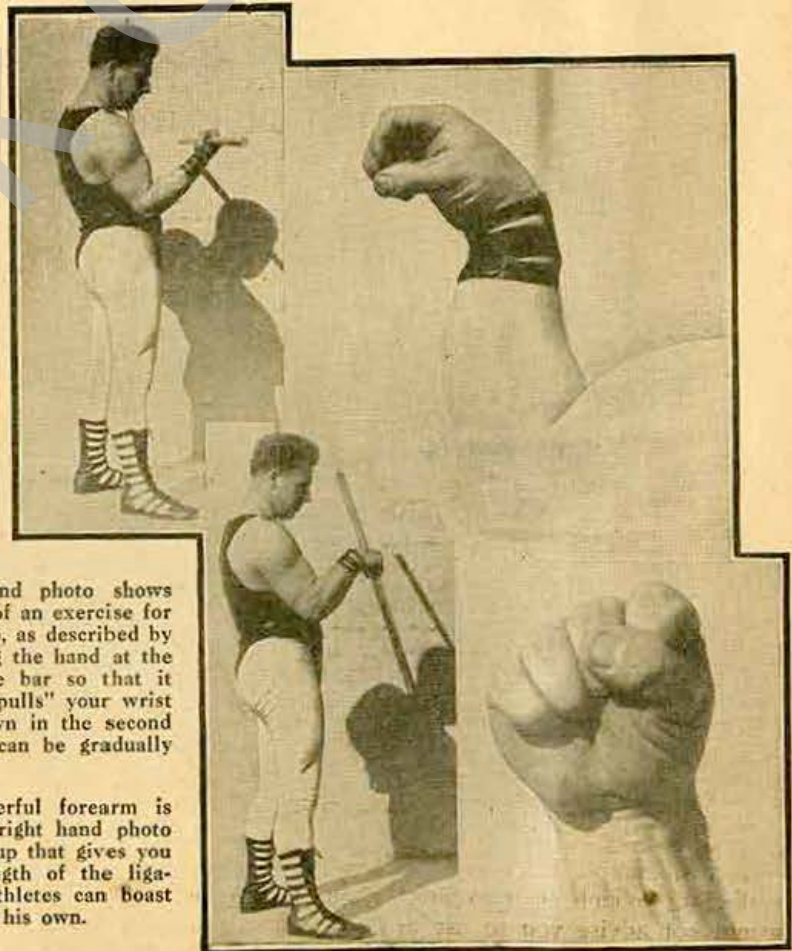 nd photo shows
of an exercise for
, as described by
the hand at the
bar so that it
pulls" your wrist
n in the second
can be gradually
erful forearm is
right hand photo
up that gives you
gth of the liga-
thletes can boast
his own.